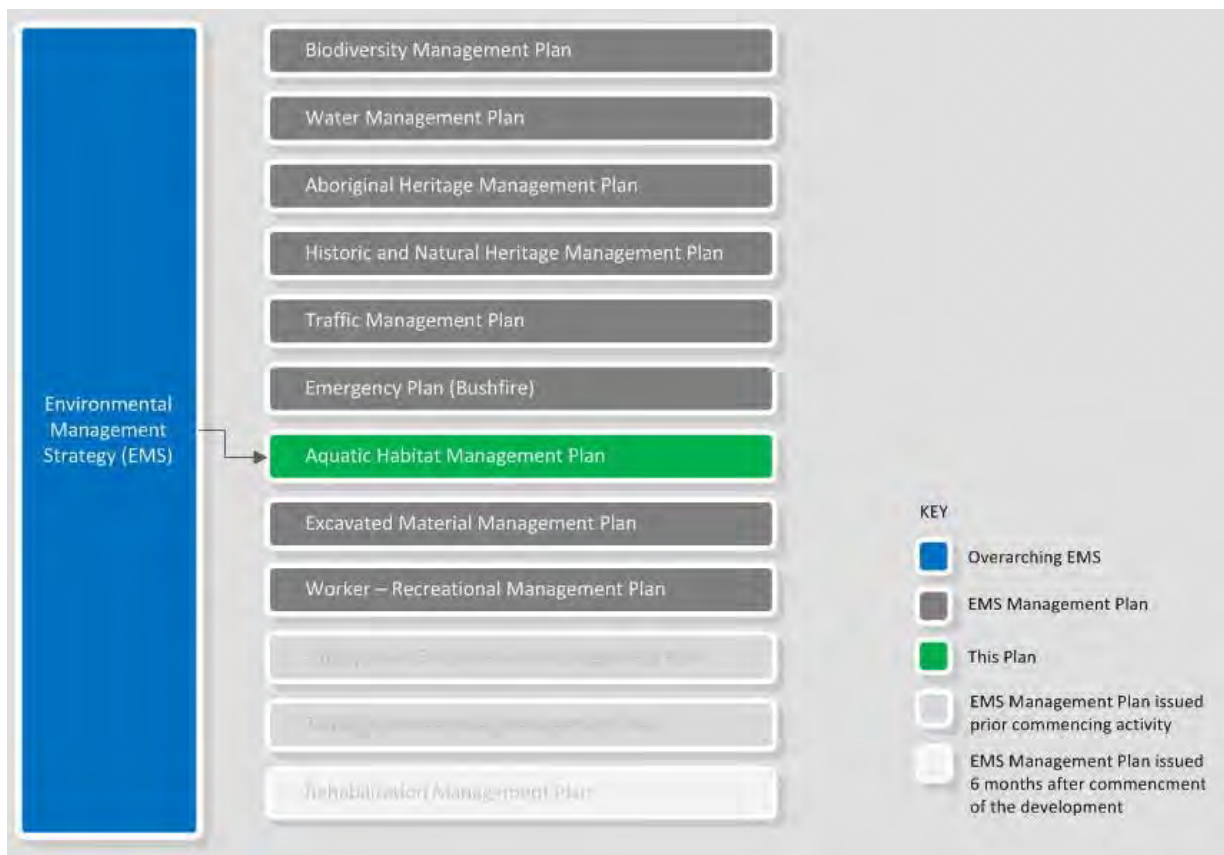 Biodiversity Management Plan
Water Management Plan
Aboriginal Heritage Management Plan
Historic and Natural Heritage Management Plan
Traffic Management Plan
Emergency Plan (Bushfire)
Environmental
Management
Strategy (EMS)
Aquatic Habitat Management Plan
Excavated Material Management Plan
Worker – Recreational Management Plan
Rehabilitation Management Plan
KEY
Overarching EMS
EMS Management Plan
This Plan
EMS Management Plan issued
prior commencing activity
EMS Management Plan issued
6 months after commencment
of the development